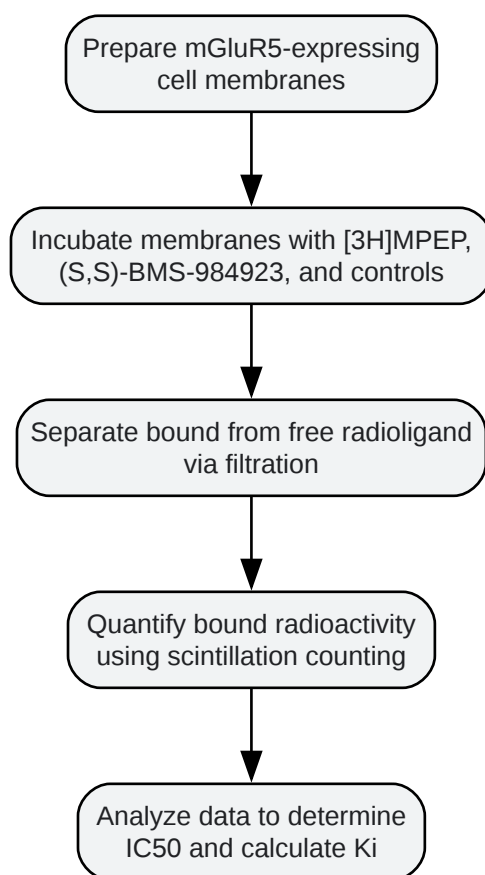 Prepare mGluR5-expressing
cell membranes
Incubate membranes with [3H]MPEP,
(S,S)-BMS-984923, and controls
Separate bound from free radioligand
via filtration
Quantify bound radioactivity
using scintillation counting
Analyze data to determine
IC50 and calculate Ki